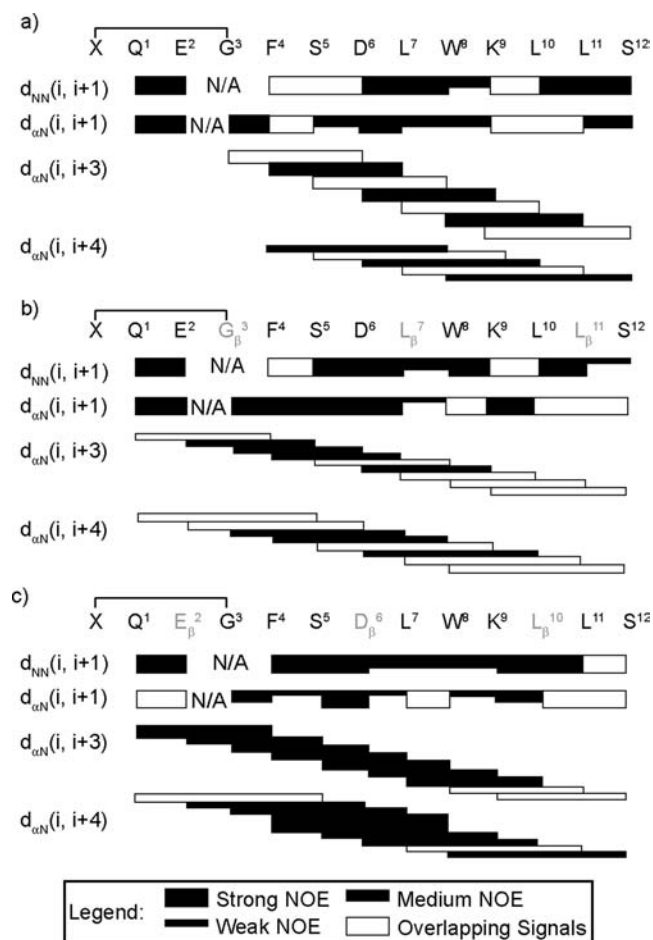 a)
X Q¹ E² G³ F⁴ S⁵ D⁶ L⁷ W⁸ K⁹ L¹⁰ L¹¹ S¹²
dNN(i, i+1) N/A
dαN(i, i+1) N/A
dαN(i, i+3)
dαN(i, i+4)
b)
X Q¹ E² Gβ³ F⁴ S⁵ D⁶ Lβ⁷ W⁸ K⁹ L¹⁰ Lβ¹¹ S¹²
dNN(i, i+1) N/A
dαN(i, i+1) N/A
dαN(i, i+3)
dαN(i, i+4)
c)
X Q¹ Eβ² G³ F⁴ S⁵ Dβ⁶ L⁷ W⁸ K⁹ Lβ¹⁰ L¹¹ S¹²
dNN(i, i+1) N/A
dαN(i, i+1) N/A
dαN(i, i+3)
dαN(i, i+4)
Legend: Strong NOE Medium NOE
Weak NOE Overlapping Signals